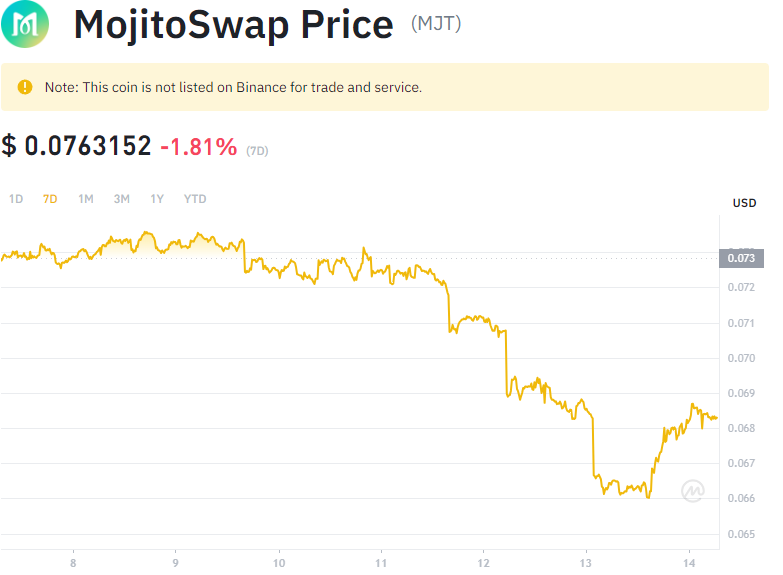 MojitoSwap Price (MJT)
Note: This coin is not listed on Binance for trade and service.
$ 0.0763152 -1.81% (7D)
1D 7D 1M 3M 1Y YTD
USD
0.073
0.072
0.071
0.070
0.069
0.068
0.067
0.066
0.065
8 9 10 11 12 13 14